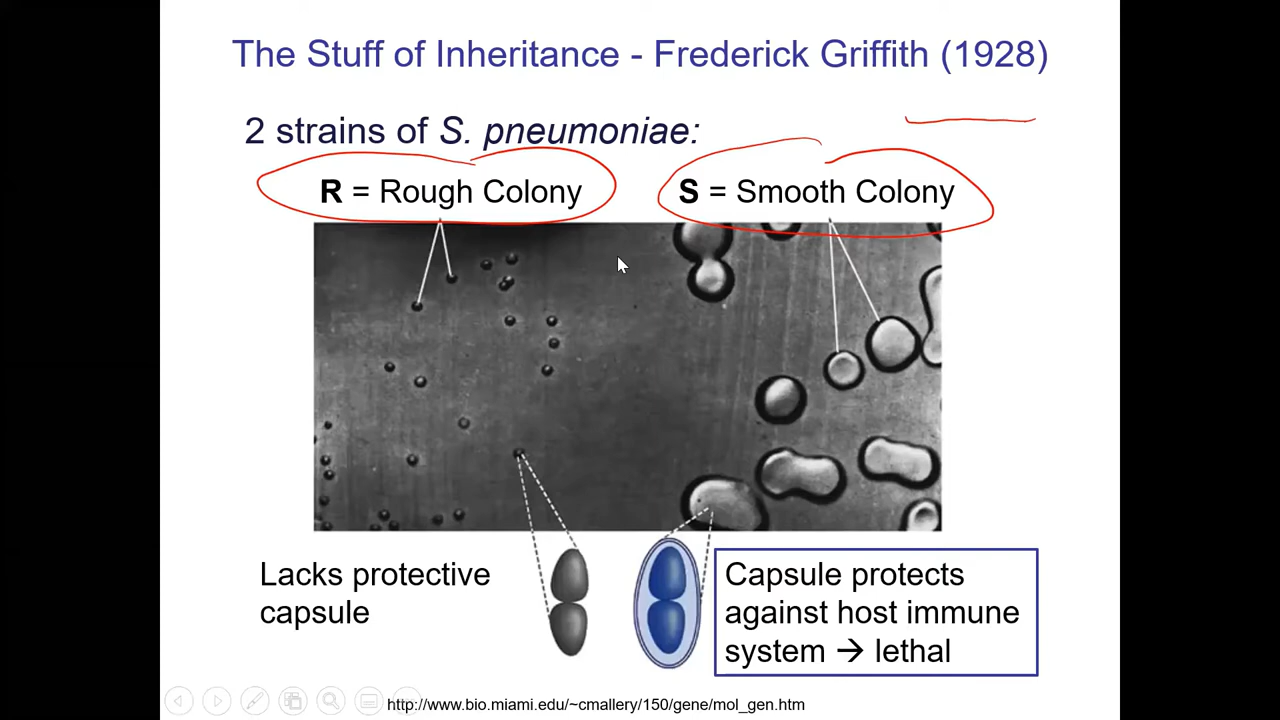 The Stuff of Inheritance - Frederick Griffith (1928)
2 strains of S. pneumoniae:
R = Rough Colony
S = Smooth Colony
Lacks protective
capsule
Capsule protects
against host immune
system → lethal
http://www.bio.miami.edu/~cmallery/150/gene/mol_gen.htm